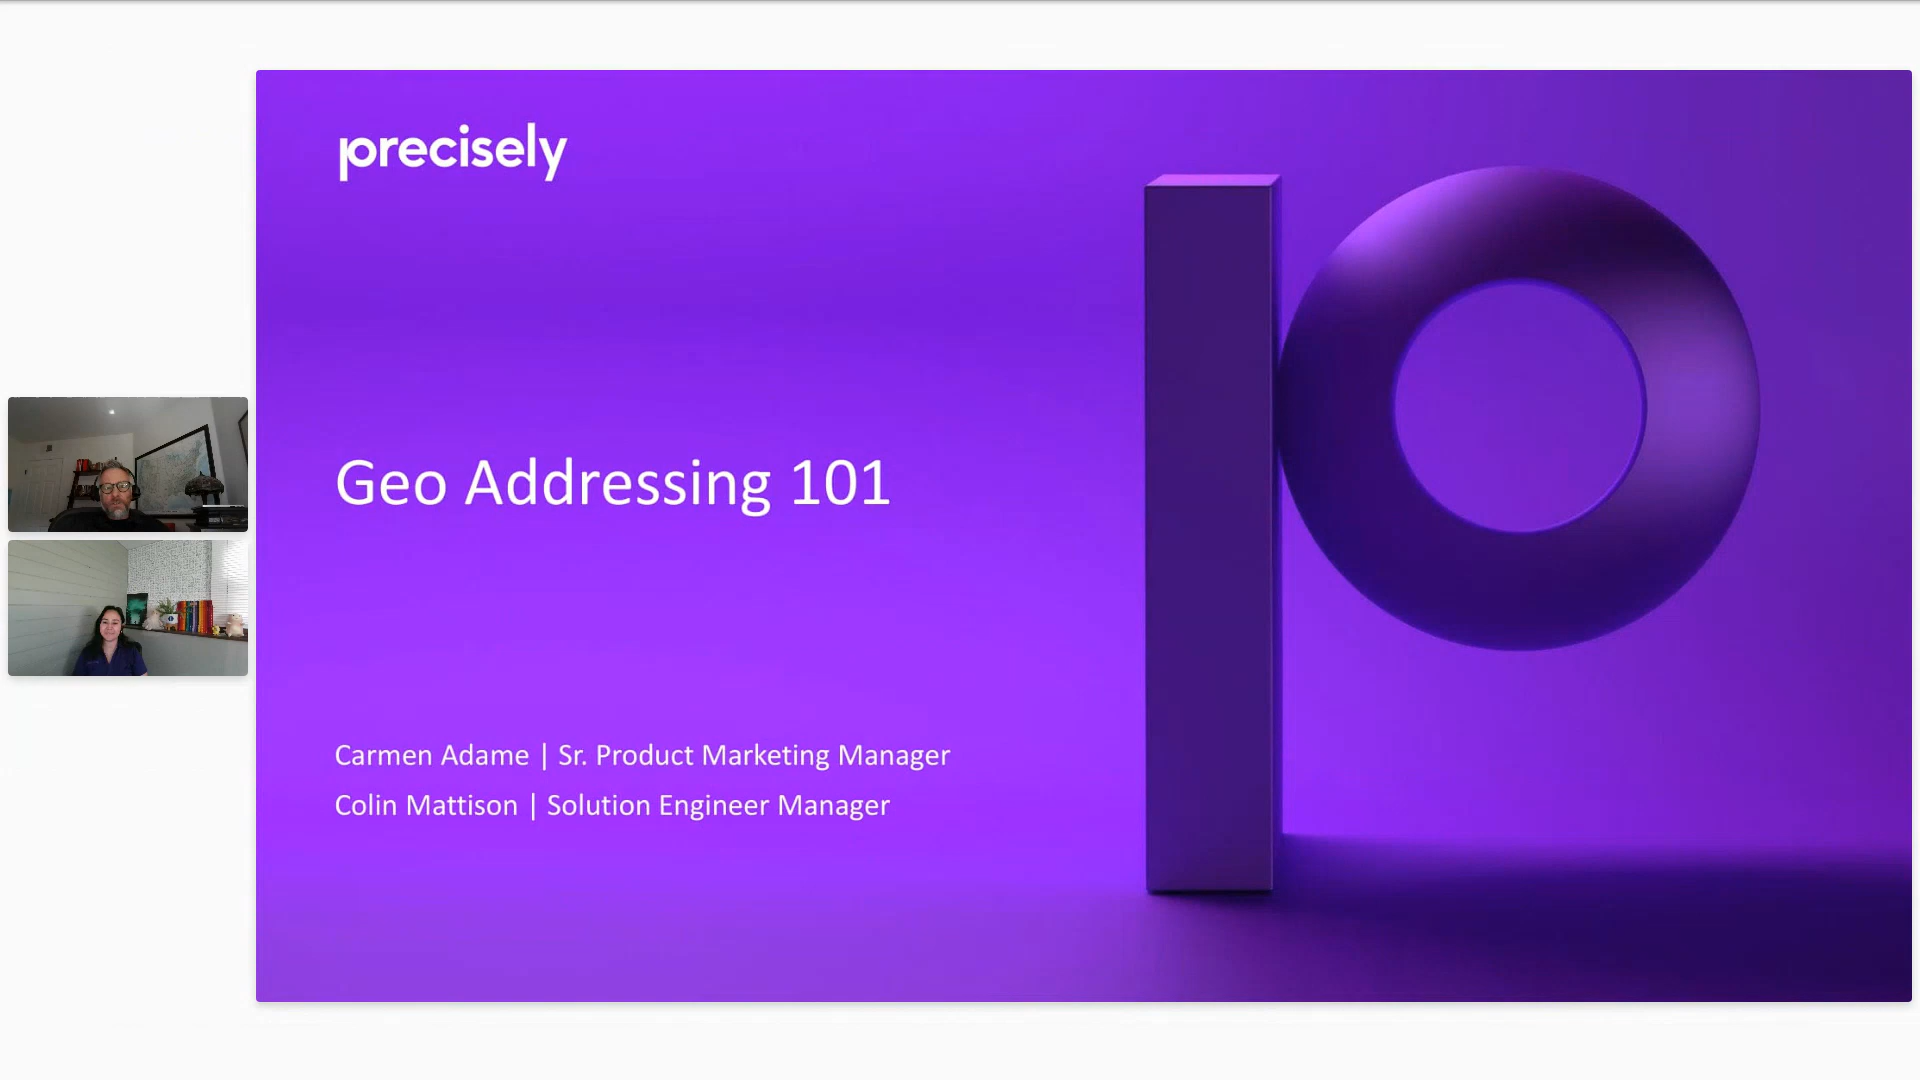 precisely
Geo Addressing 101
Carmen Adame | Sr. Product Marketing Manager
Colin Mattison | Solution Engineer Manager